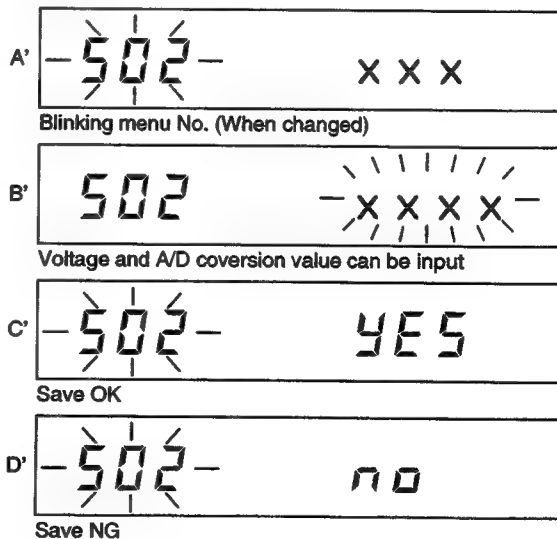 A' 502 x x x
Blinking menu No. (When changed)
B' 502 x x x x
Voltage and A/D coversion value can be input
C' 502 YES
Save OK
D' 502 no
Save NG